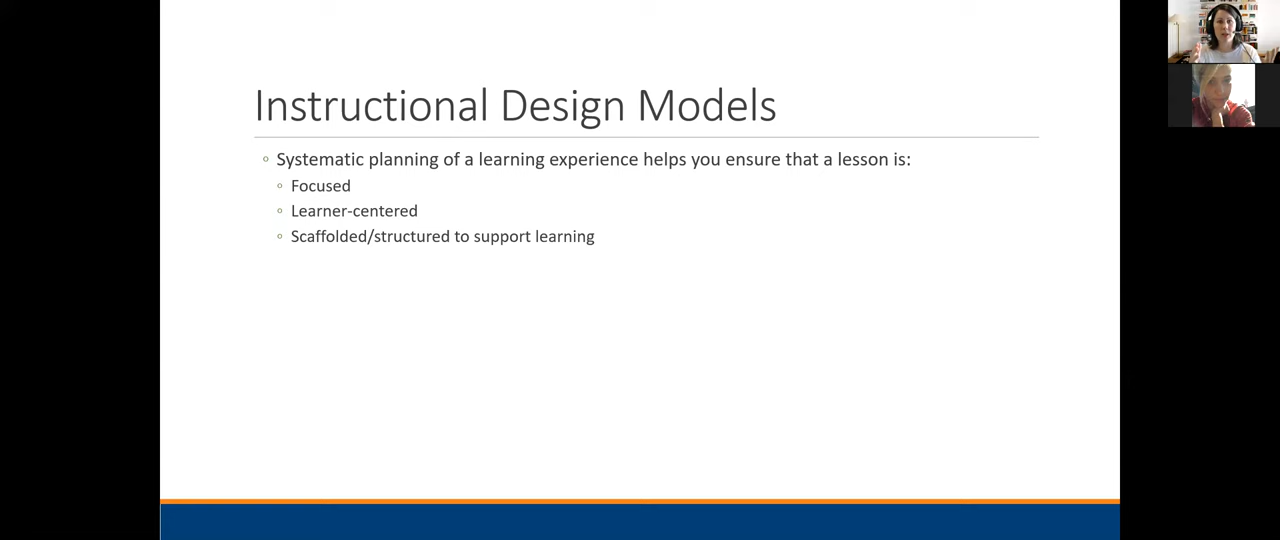 Instructional Design Models
Systematic planning of a learning experience helps you ensure that a lesson is:
Focused
Learner-centered
Scaffolded/structured to support learning